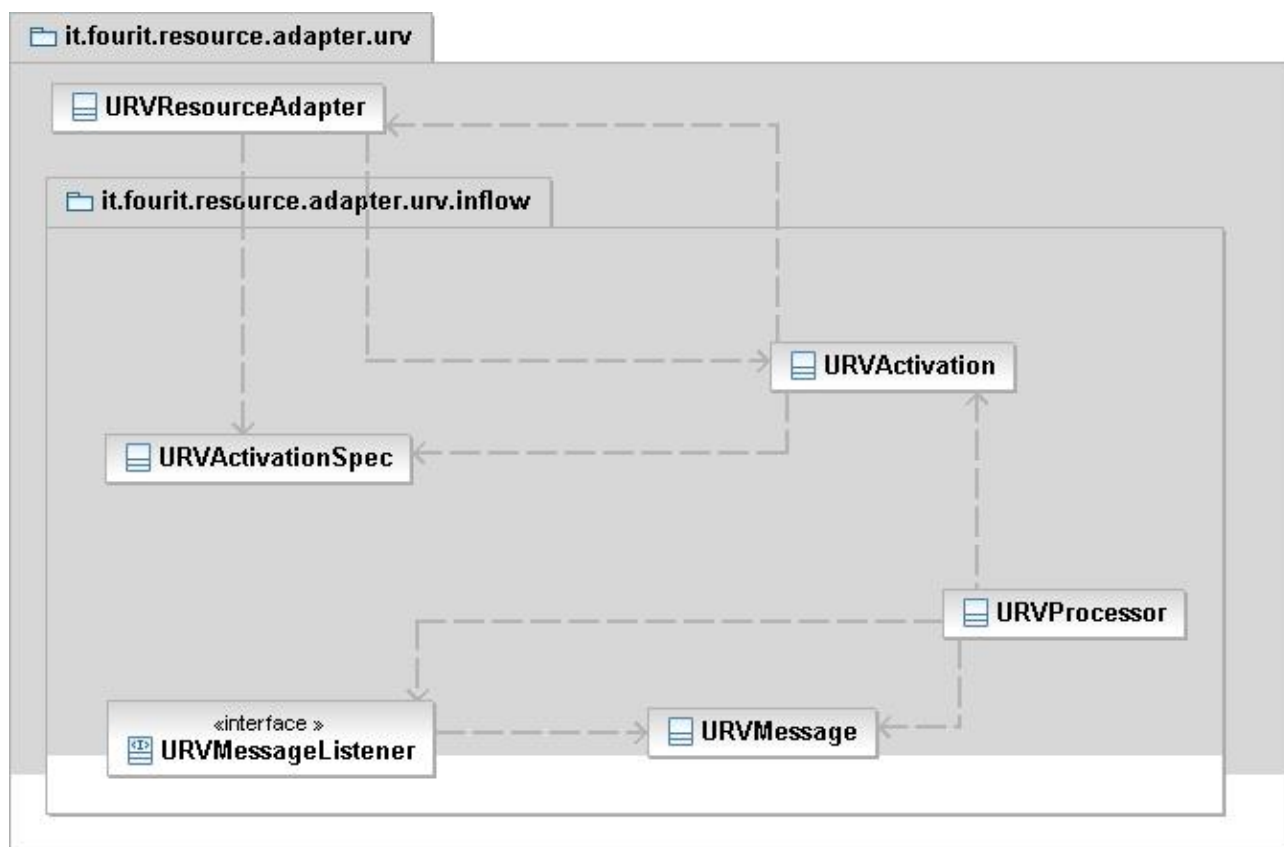 it.fourit.resource.adapter.urv
URVResourceAdapter
it.fourit.resource.adapter.urv.inflow
URVActivation
URVActivationSpec
URVProcessor
«interface »
URVMessageListener
URVMessage